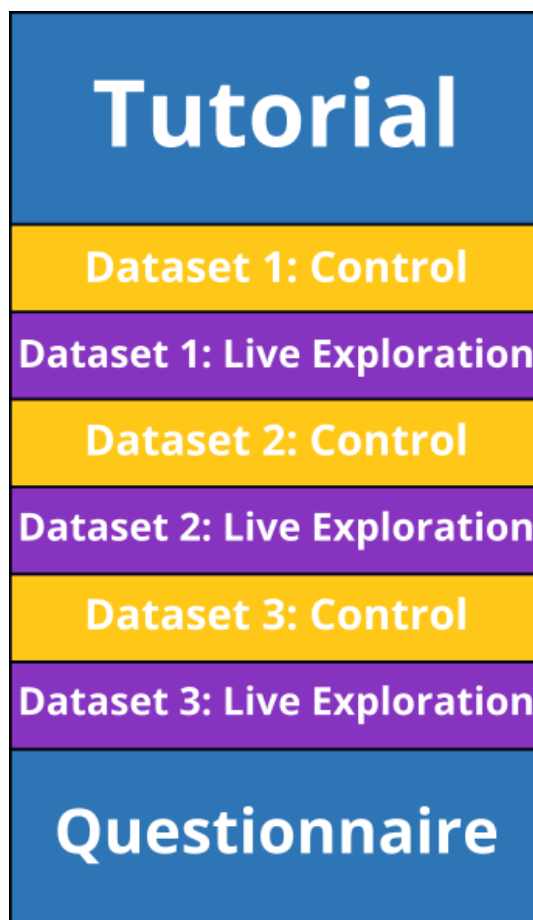 Tutorial
Dataset 1: Control
Dataset 1: Live Exploration
Dataset 2: Control
Dataset 2: Live Exploration
Dataset 3: Control
Dataset 3: Live Exploration
Questionnaire